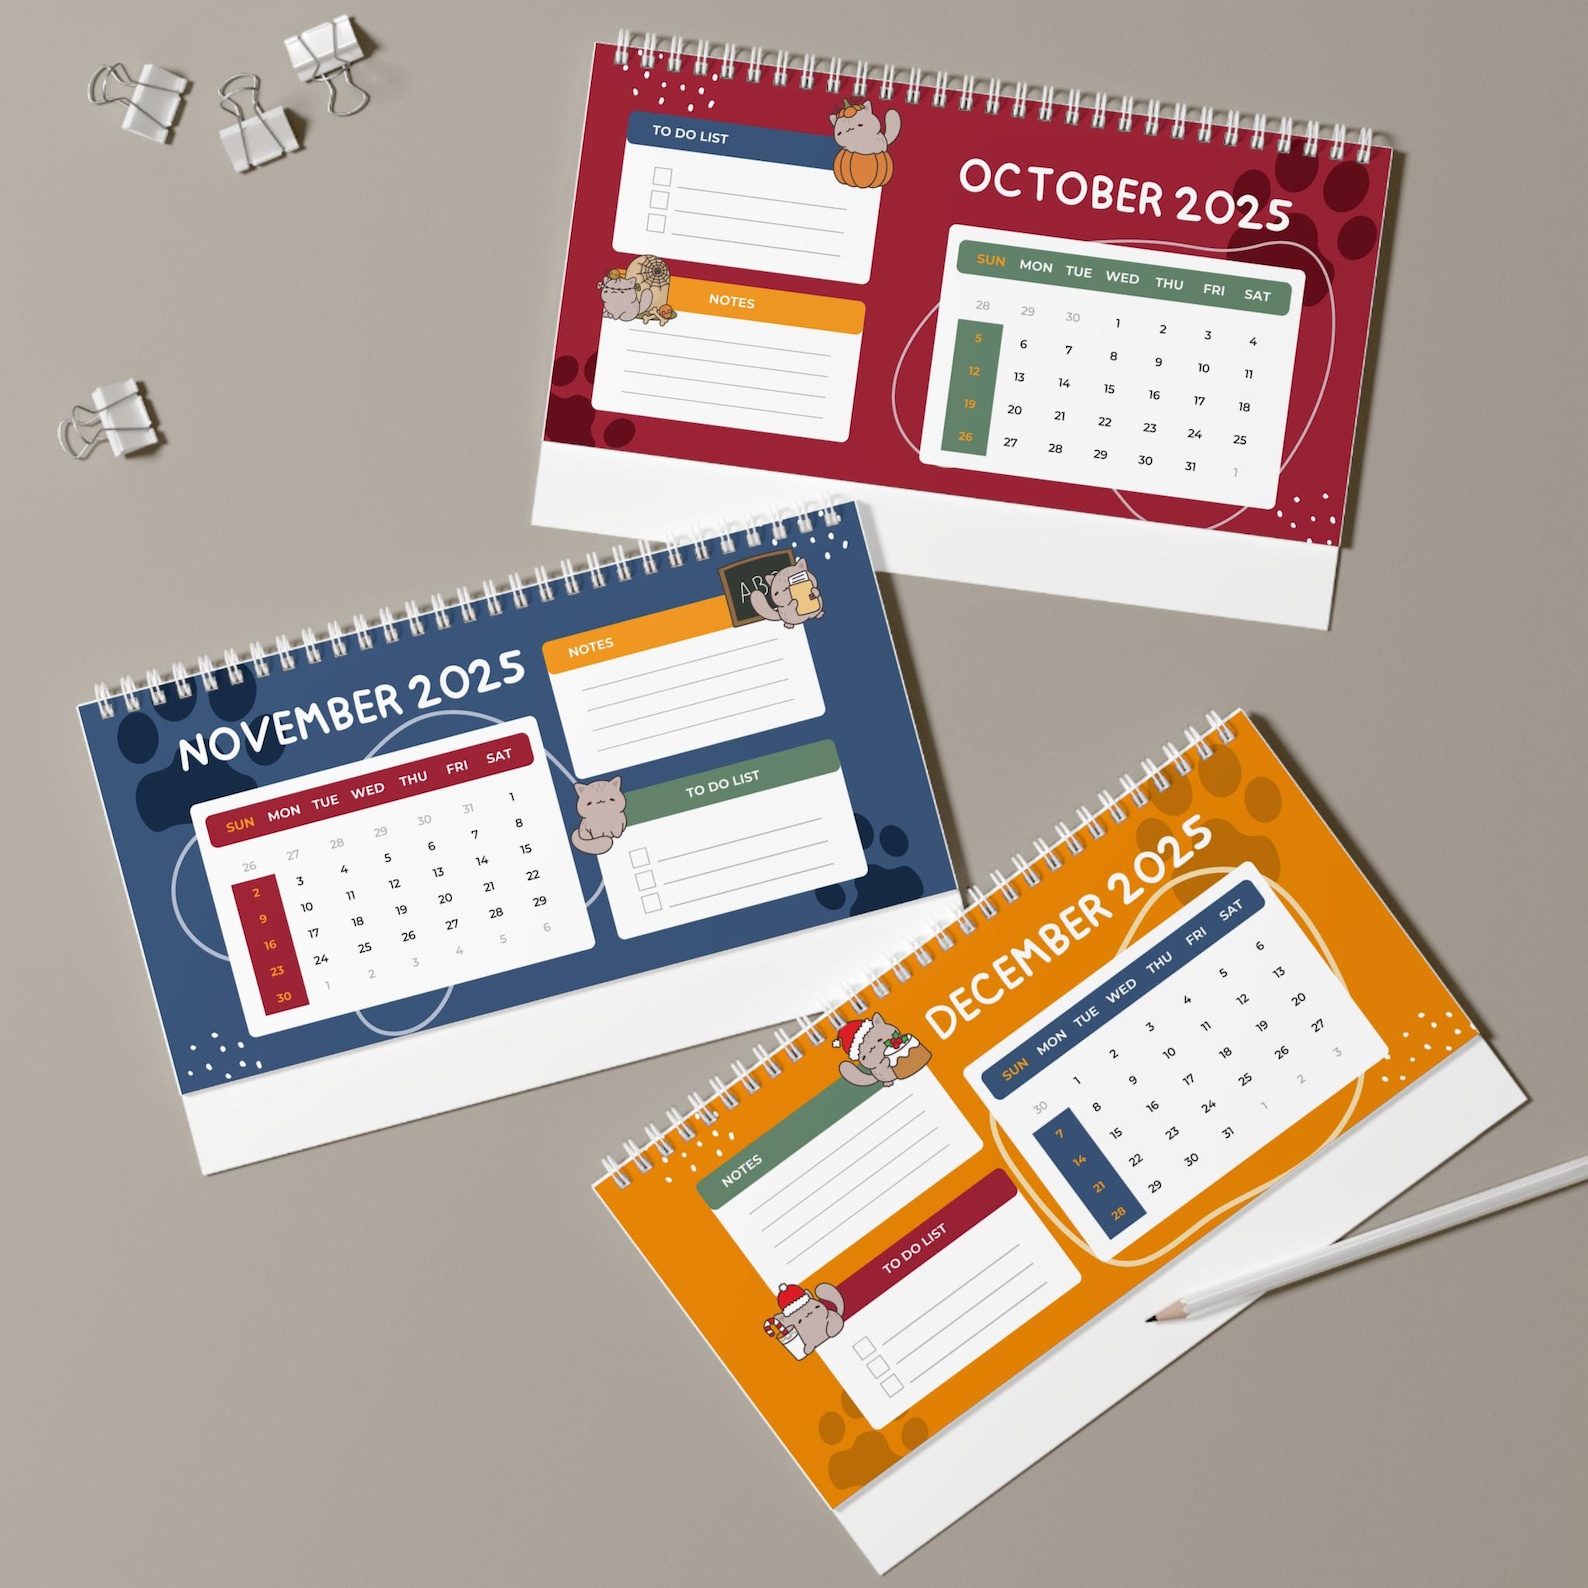 TO DO LIST
NOTES
OCTOBER 2025
SUN MON TUE WED THU FRI SAT
28 29 30 1 2 3 4
5 6 7 8 9 10 11
12 13 14 15 16 17 18
19 20 21 22 23 24 25
26 27 28 29 30 31 1
NOVEMBER 2025
SUN MON TUE WED THU FRI SAT
26 27 28 29 30 31 1
2 3 4 5 6 7 8
9 10 11 12 13 14 15
16 17 18 19 20 21 22
23 24 25 26 27 28 29
30 1 2 3 4 5 6
NOTES
TO DO LIST
DECEMBER 2025
SUN MON TUE WED THU FRI SAT
30 1 2 3 4 5 6
7 8 9 10 11 12 13
14 15 16 17 18 19 20
21 22 23 24 25 26 27
28 29 30 31 1 2 3
NOTES
TO DO LIST